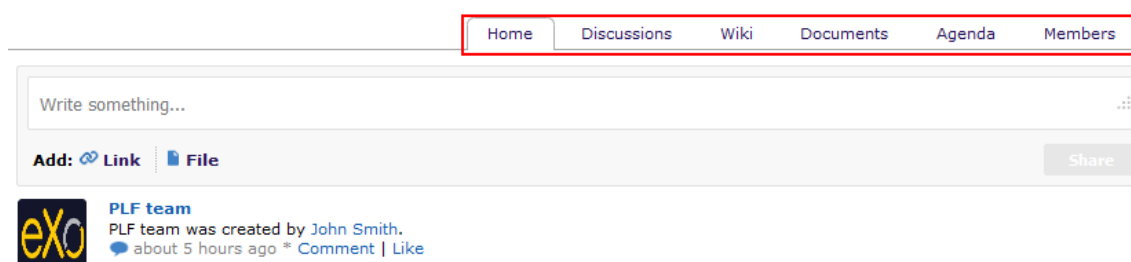 Home Discussions Wiki Documents Agenda Members
Write something...
Add: Link File Share
eXo
PLF team
PLF team was created by John Smith.
about 5 hours ago * Comment | Like